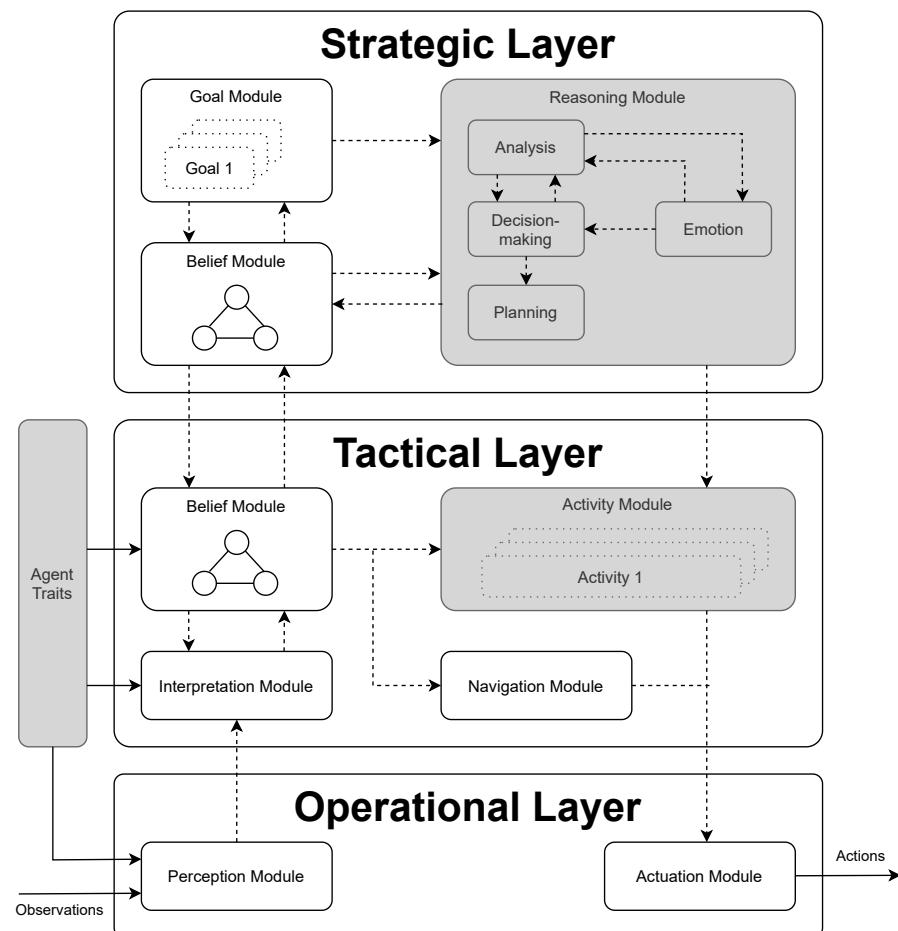 Strategic Layer
Goal Module
Goal 1
Reasoning Module
Analysis
Decision-
making
Emotion
Planning
Belief Module
Tactical Layer
Agent
Traits
Belief Module
Activity Module
Activity 1
Interpretation Module
Navigation Module
Operational Layer
Perception Module
Actuation Module
Actions
Observations